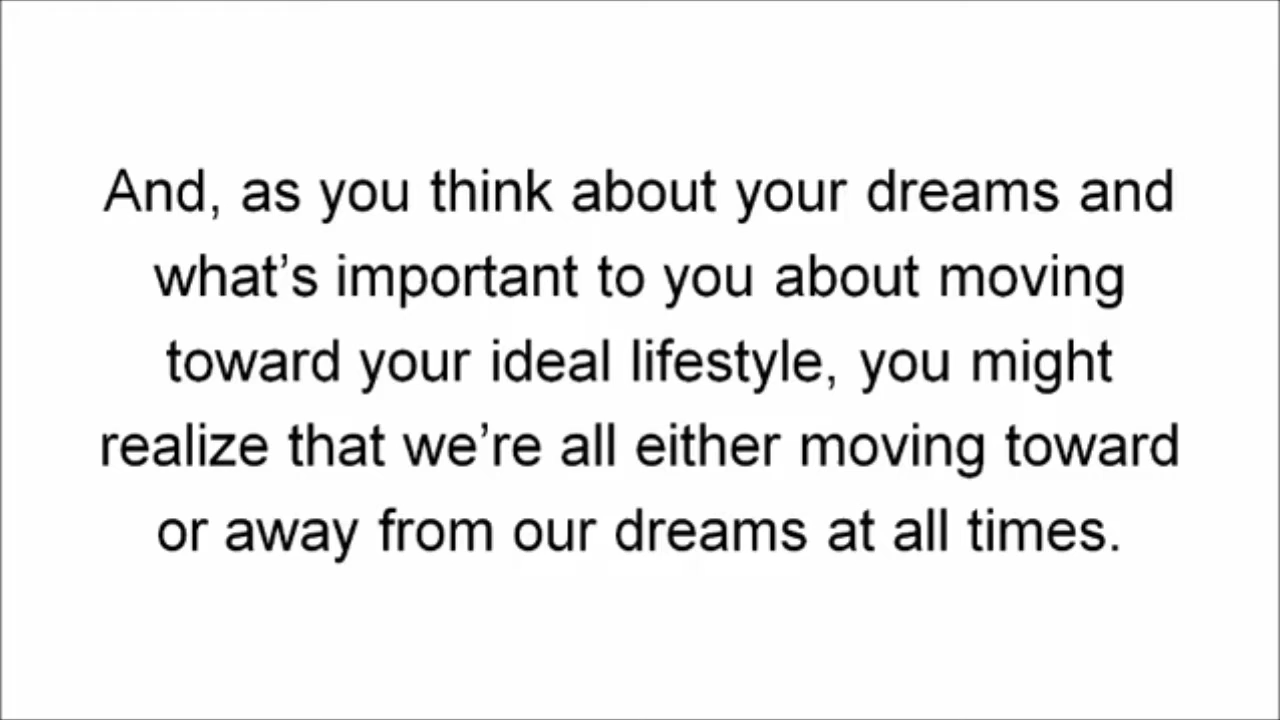 And, as you think about your dreams and
what’s important to you about moving
toward your ideal lifestyle, you might
realize that we’re all either moving toward
or away from our dreams at all times.